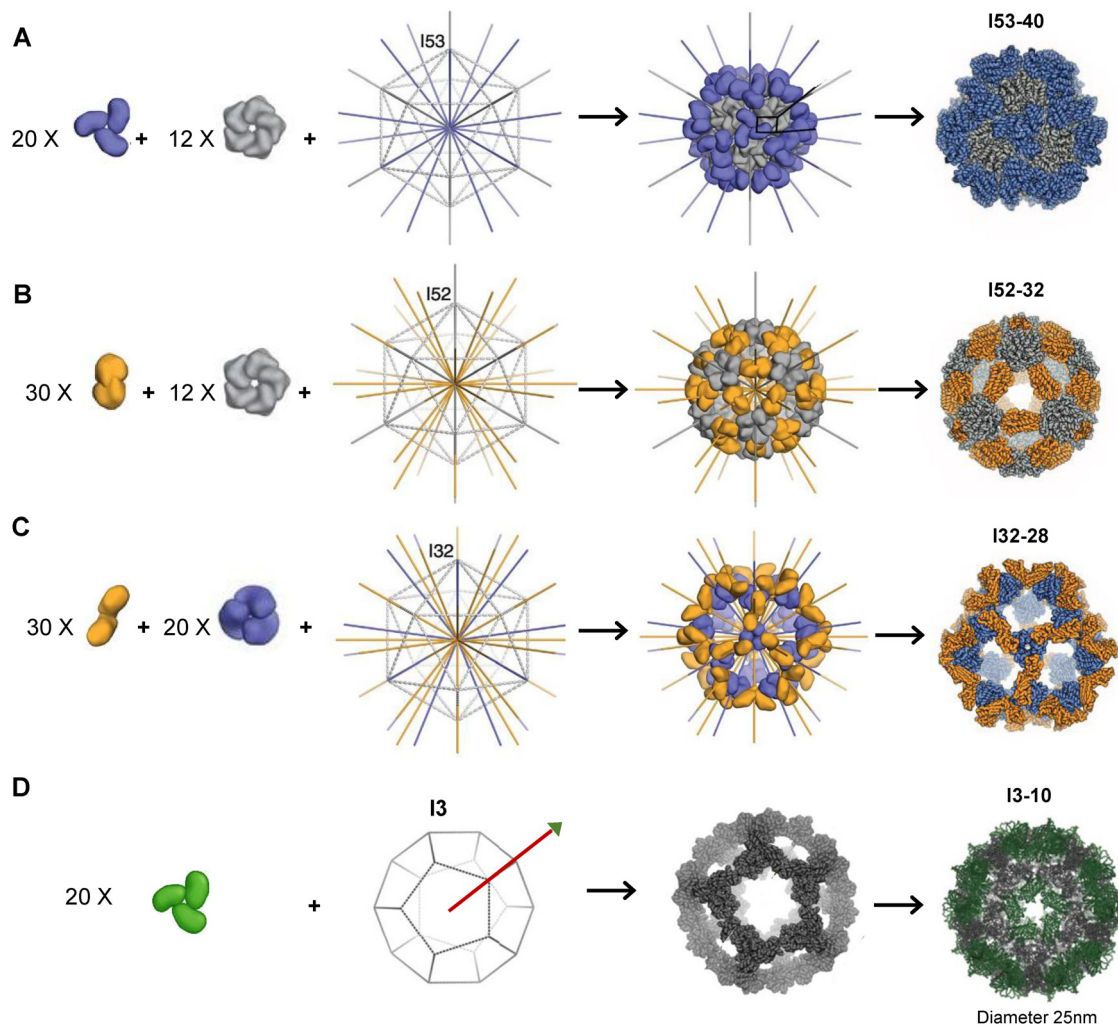 A
I53
I53-40
20 X + 12 X +
B
I52
I52-32
30 X + 12 X +
C
I32
I32-28
30 X + 20 X +
D
I3
I3-10
20 X +
Diameter 25nm